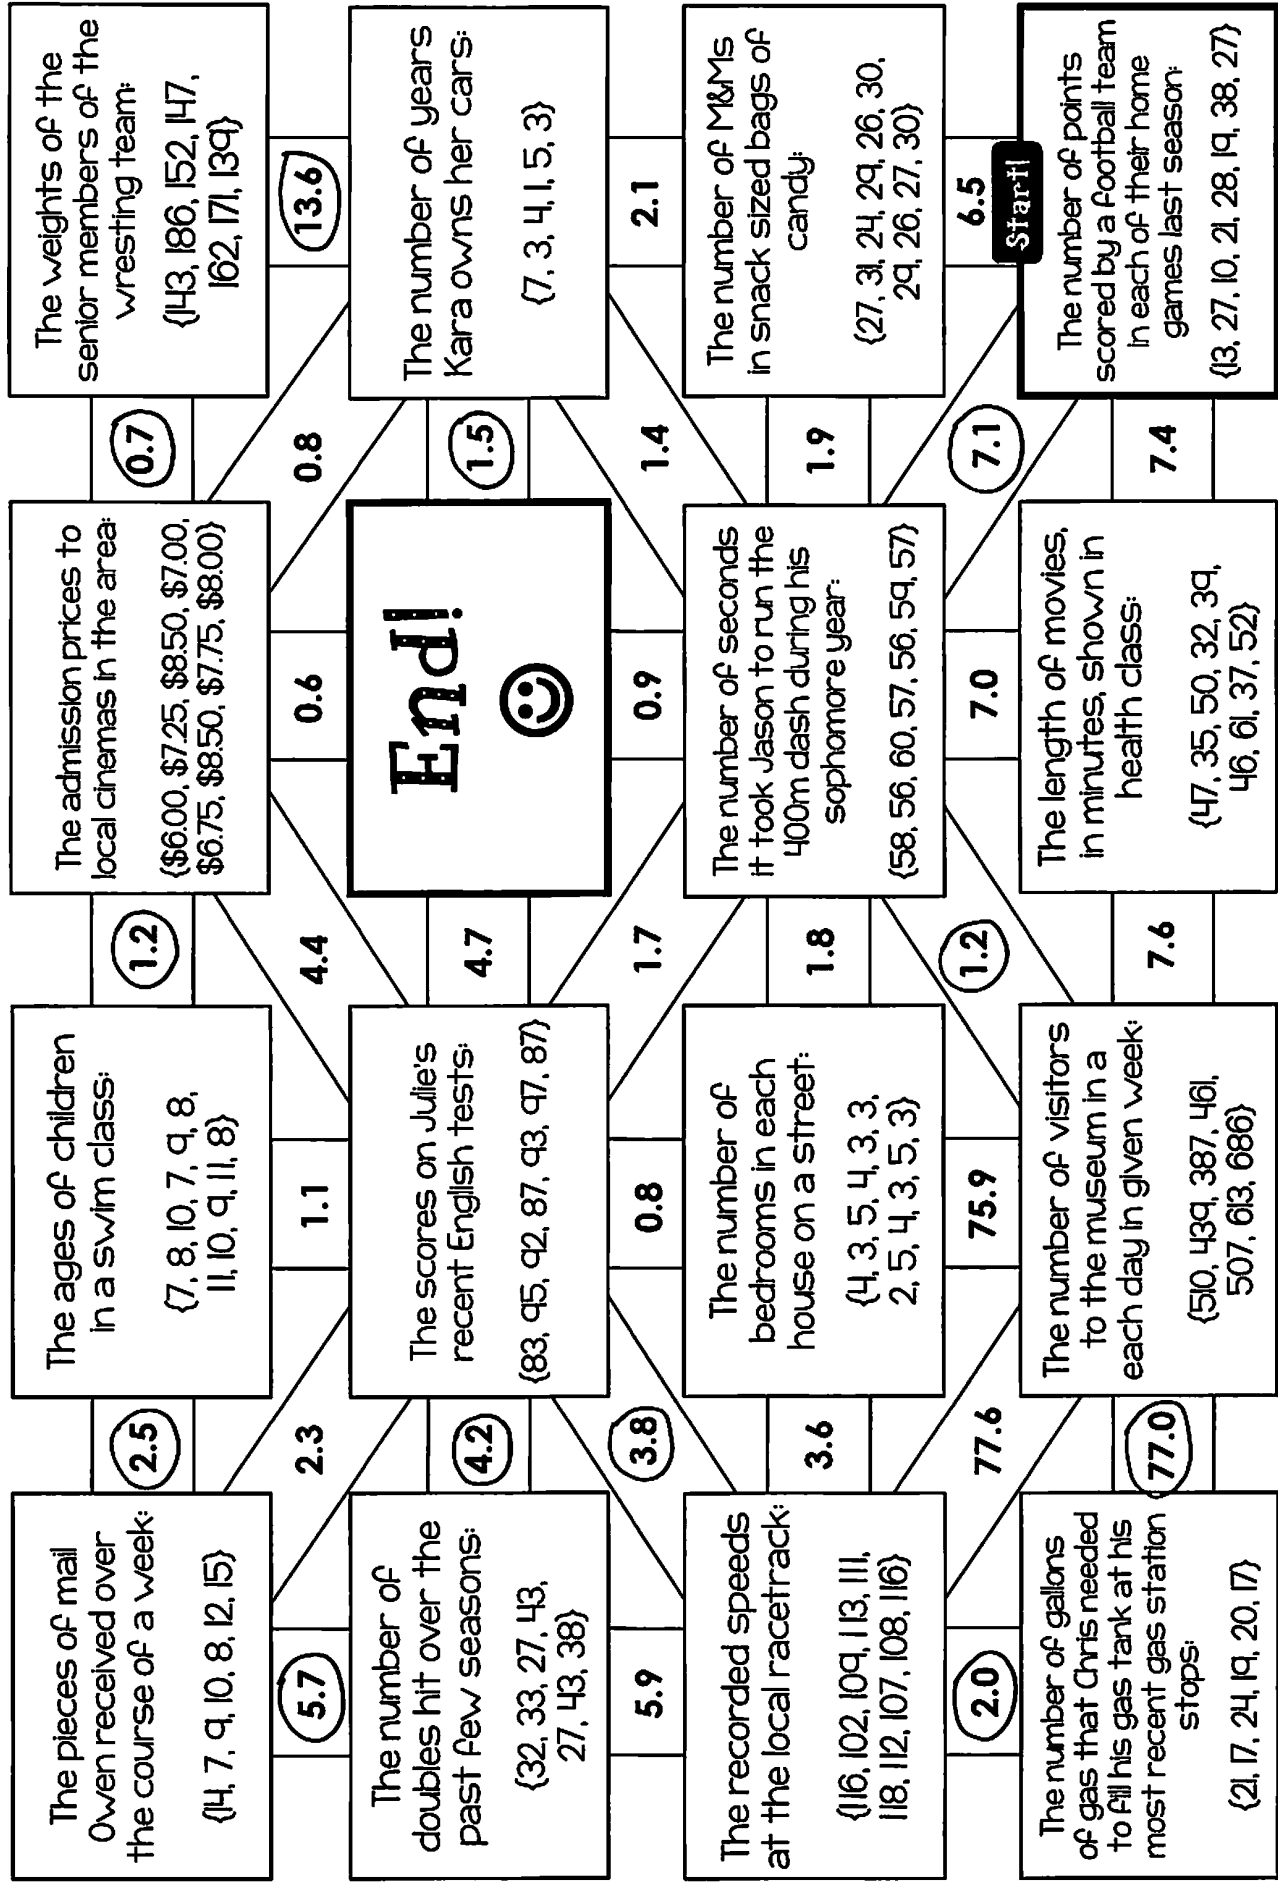 The pieces of mail
Owen received over
the course of a week:
{14, 7, 9, 10, 8, 12, 15}
2.5
The ages of children
in a swim class:
{7, 8, 10, 7, 9, 8,
11, 10, 9, 11, 8}
1.2
The admission prices to
local cinemas in the area:
{$6.00, $7.25, $8.50, $7.00,
$6.75, $8.50, $7.75, $8.00}
0.7
The weights of the
senior members of the
wresting team:
{143, 186, 152, 147,
162, 171, 139}
5.7
2.3
1.1
4.4
0.6
0.8
13.6
The number of
doubles hit over the
past few seasons:
{32, 33, 27, 43,
27, 43, 38}
4.2
The scores on Julie's
recent English tests:
{83, 95, 92, 87, 93, 97, 87}
4.7
End!
1.5
The number of years
Kara owns her cars:
{7, 3, 4, 1, 5, 3}
5.9
3.8
0.8
1.7
0.9
1.4
2.1
The recorded speeds
at the local racetrack:
{116, 102, 109, 113, 111,
118, 112, 107, 108, 116}
3.6
The number of
bedrooms in each
house on a street:
{4, 3, 5, 4, 3, 3,
2, 5, 4, 3, 5, 3}
1.8
The number of seconds
it took Jason to run the
400m dash during his
sophomore year:
{58, 56, 60, 57, 56, 59, 57}
1.9
The number of M&Ms
in snack sized bags of
candy:
{27, 31, 24, 29, 26, 30,
29, 26, 27, 30}
2.0
77.6
75.9
1.2
7.0
7.1
6.5
The number of gallons
of gas that Chris needed
to fill his gas tank at his
most recent gas station
stops:
{21, 17, 24, 19, 20, 17}
77.0
The number of visitors
to the museum in a
each day in given week:
{510, 439, 387, 461,
507, 613, 686}
7.6
The length of movies,
in minutes, shown in
health class:
{47, 35, 50, 32, 39,
46, 61, 37, 52}
7.4
Start!
The number of points
scored by a football team
in each of their home
games last season:
{13, 27, 10, 21, 28, 19, 38, 27}